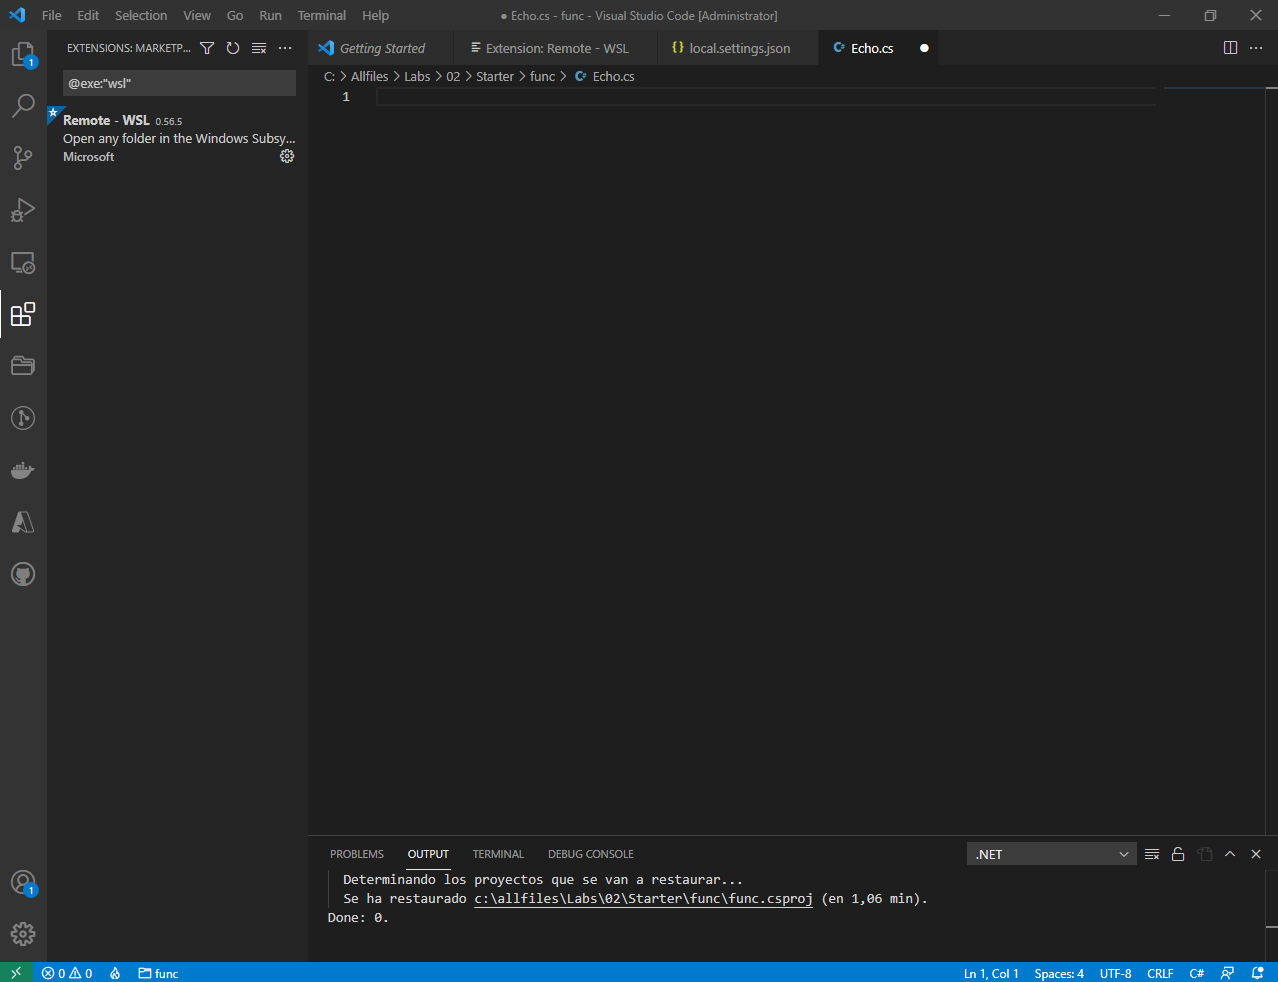 File Edit Selection View Go Run Terminal Help
● Echo.cs - func - Visual Studio Code [Administrator]
EXTENSIONS: MARKETP...
@exe:"wsl"
Remote - WSL 0.56.5
Open any folder in the Windows Subsy...
Microsoft
Getting Started
Extension: Remote - WSL
{} local.settings.json
C# Echo.cs
C: > Allfiles > Labs > 02 > Starter > func > C# Echo.cs
1
PROBLEMS OUTPUT TERMINAL DEBUG CONSOLE
.NET
Determinando los proyectos que se van a restaurar...
Se ha restaurado c:\allfiles\Labs\02\Starter\func\func.csproj (en 1,06 min).
Done: 0.
1
1
0 0 func
Ln 1, Col 1 Spaces: 4 UTF-8 CRLF C#